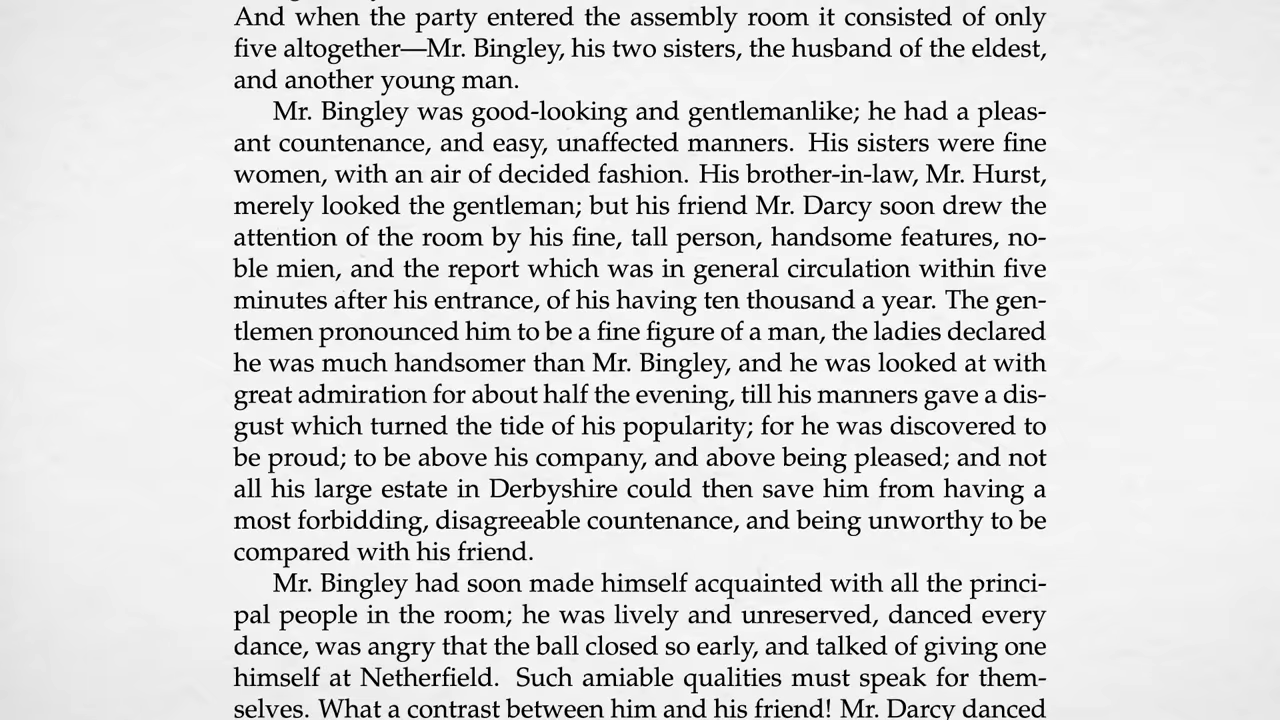 And when the party entered the assembly room it consisted of only
five altogether—Mr. Bingley, his two sisters, the husband of the eldest,
and another young man.
Mr. Bingley was good-looking and gentlemanlike; he had a pleas-
ant countenance, and easy, unaffected manners. His sisters were fine
women, with an air of decided fashion. His brother-in-law, Mr. Hurst,
merely looked the gentleman; but his friend Mr. Darcy soon drew the
attention of the room by his fine, tall person, handsome features, no-
ble mien, and the report which was in general circulation within five
minutes after his entrance, of his having ten thousand a year. The gen-
tlemen pronounced him to be a fine figure of a man, the ladies declared
he was much handsomer than Mr. Bingley, and he was looked at with
great admiration for about half the evening, till his manners gave a dis-
gust which turned the tide of his popularity; for he was discovered to
be proud; to be above his company, and above being pleased; and not
all his large estate in Derbyshire could then save him from having a
most forbidding, disagreeable countenance, and being unworthy to be
compared with his friend.
Mr. Bingley had soon made himself acquainted with all the princi-
pal people in the room; he was lively and unreserved, danced every
dance, was angry that the ball closed so early, and talked of giving one
himself at Netherfield. Such amiable qualities must speak for them-
selves. What a contrast between him and his friend! Mr. Darcy danced